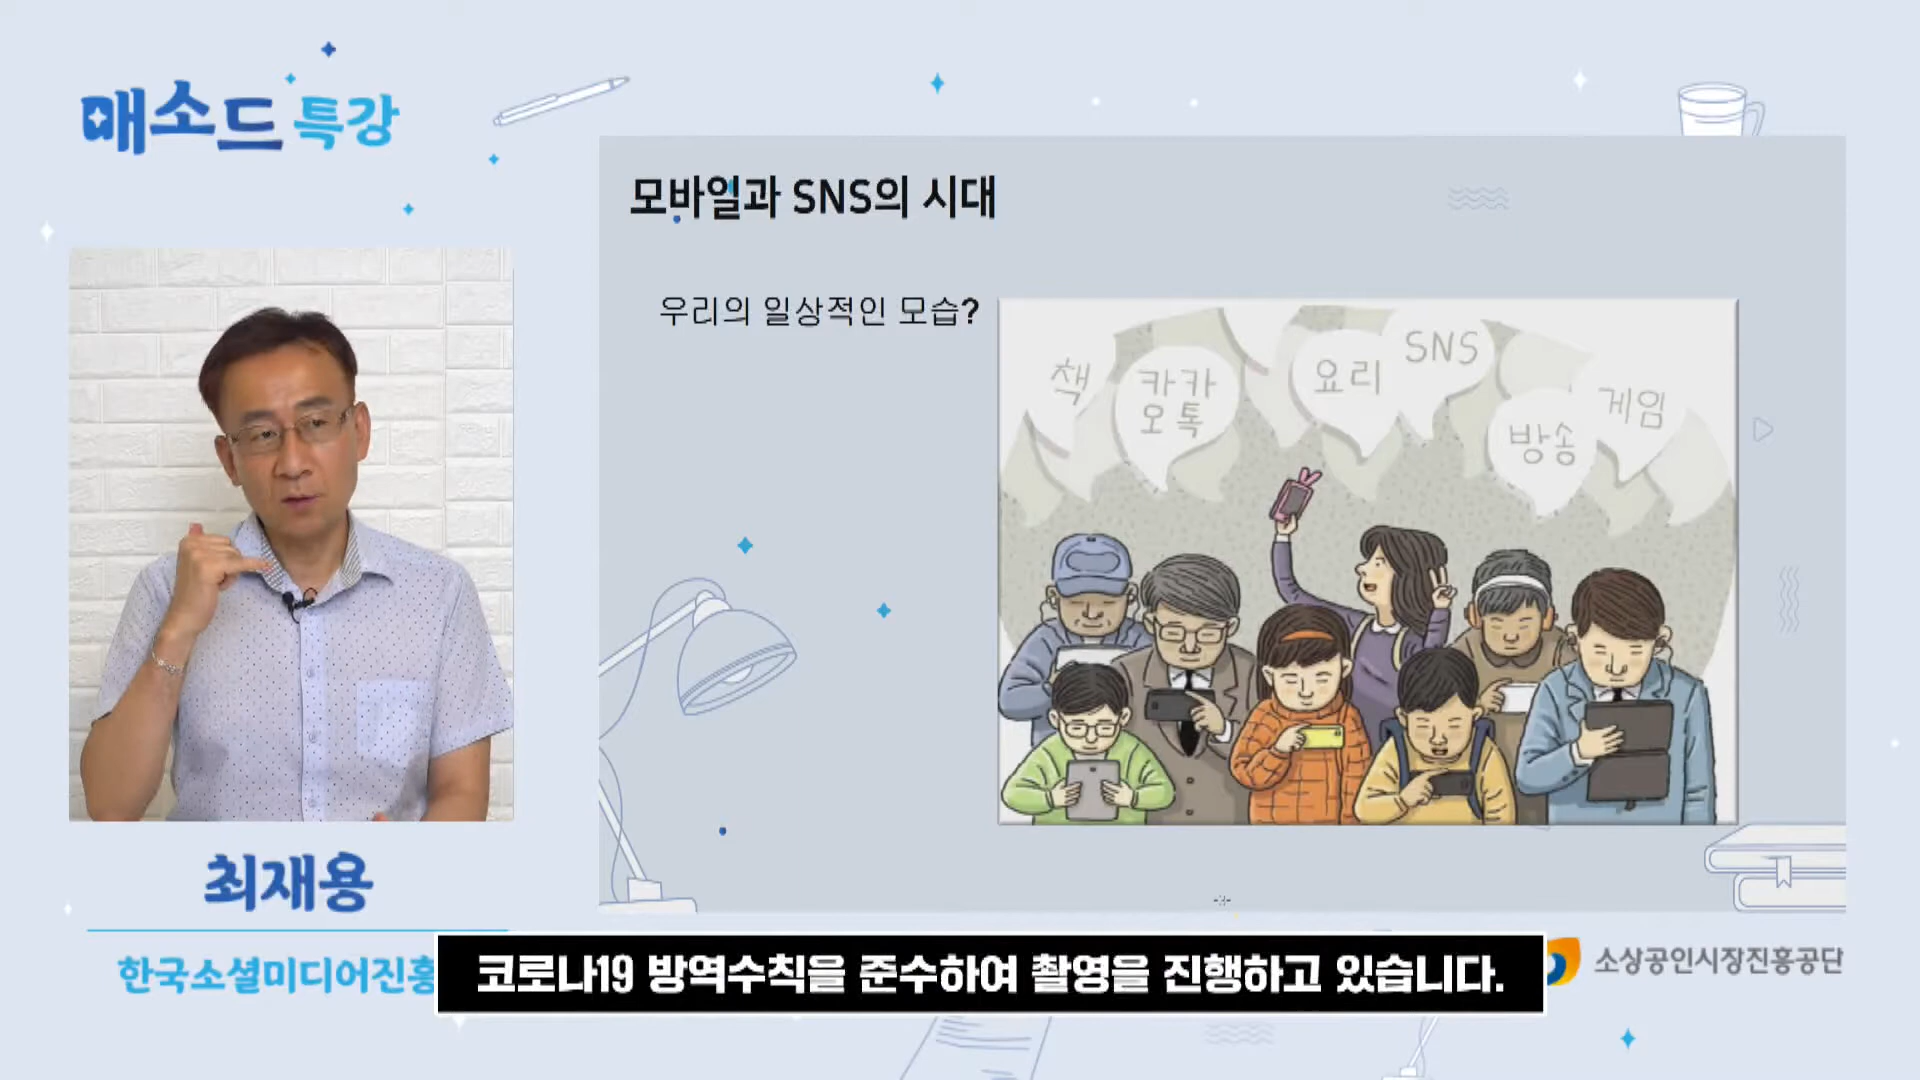 매소드 특강
모바일과 SNS의 시대
우리의 일상적인 모습?
책
카카
오톡
요리
SNS
방송
게임
최재용
한국소셜미디어진흥
코로나19 방역수칙을 준수하여 촬영을 진행하고 있습니다.
소상공인시장진흥공단